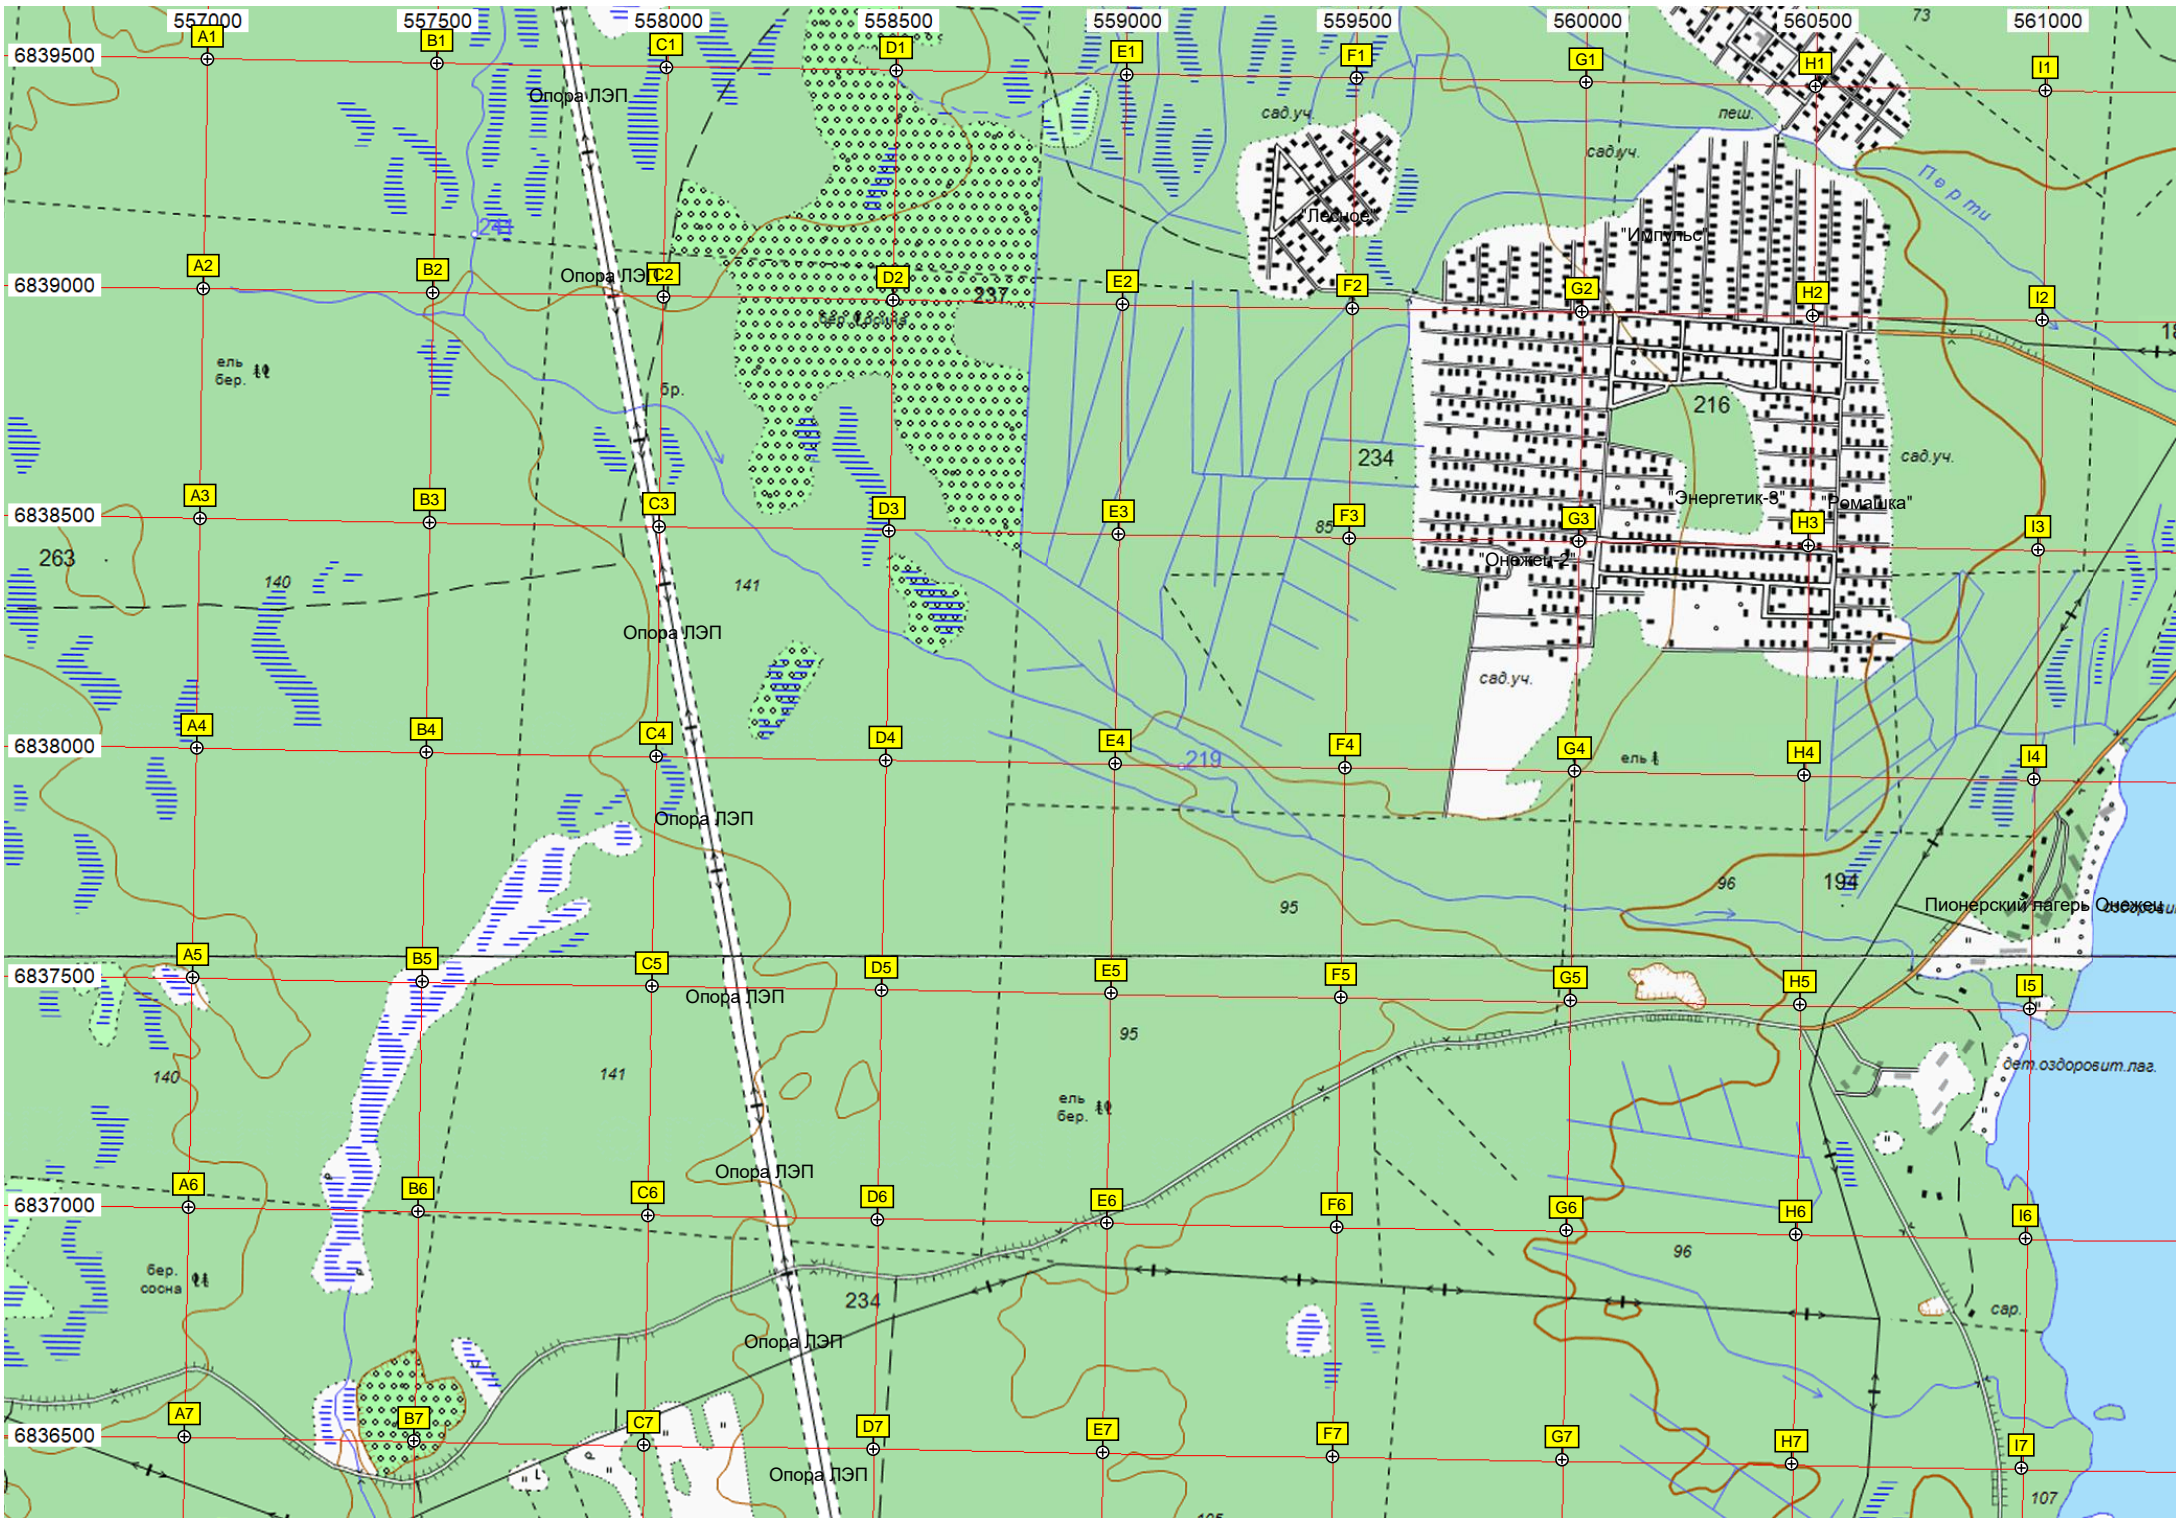 557000 557500 558000 558500 559000 559500 560000 560500 561000
73
6839500
A1 B1 C1 D1 E1 F1 G1 H1 I1
Опора ЛЭП
сад.уч.
пеш.
сад.уч.
Перти
"Лесное"
"Импульс"
244
6839000
A2 B2 C2 D2 E2 F2 G2 H2 I2
Опора ЛЭП
237
ель
бер.
бр.
216
234
сад.уч.
"Энергетик-3" "Ромашка"
6838500
A3 B3 C3 D3 E3 F3 G3 H3 I3
85
"Онежец-2"
263
140
141
Опора ЛЭП
сад.уч.
6838000
A4 B4 C4 D4 E4 F4 G4 H4 I4
219
ель
Опора ЛЭП
95
96
194
Пионерский лагерь Онежец
6837500
A5 B5 C5 D5 E5 F5 G5 H5 I5
Опора ЛЭП
95
140
141
дет.оздоровит.лаг.
ель
бер.
Опора ЛЭП
6837000
A6 B6 C6 D6 E6 F6 G6 H6 I6
96
бер.
сосна
234
сар.
Опора ЛЭП
6836500
A7 B7 C7 D7 E7 F7 G7 H7 I7
Опора ЛЭП
107